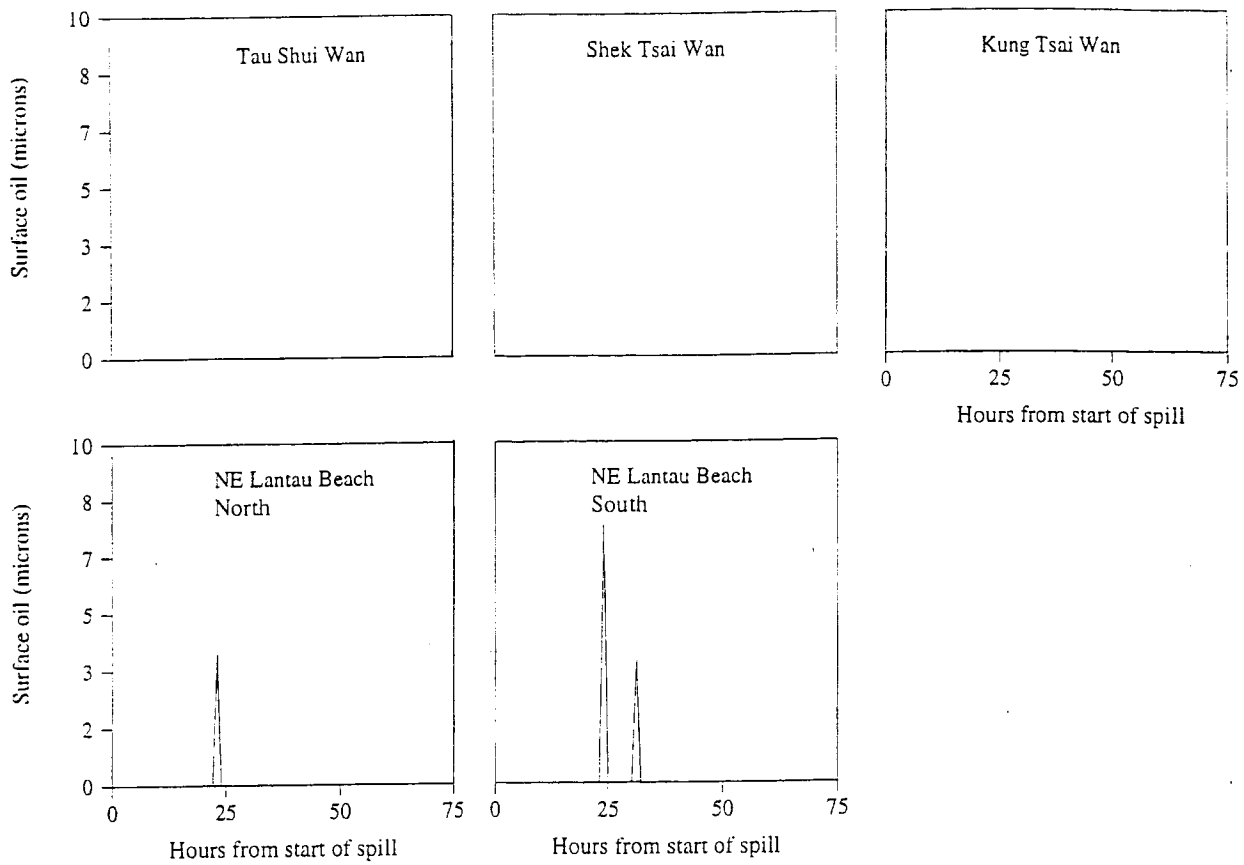 Tau Shui Wan
Shek Tsai Wan
Kung Tsai Wan
Surface oil (microns)
10
8
7
5
3
2
0
0 25 50 75
Hours from start of spill
NE Lantau Beach
North
NE Lantau Beach
South
Surface oil (microns)
10
8
7
5
3
2
0
0 25 50 75
Hours from start of spill
0 25 50 75
Hours from start of spill